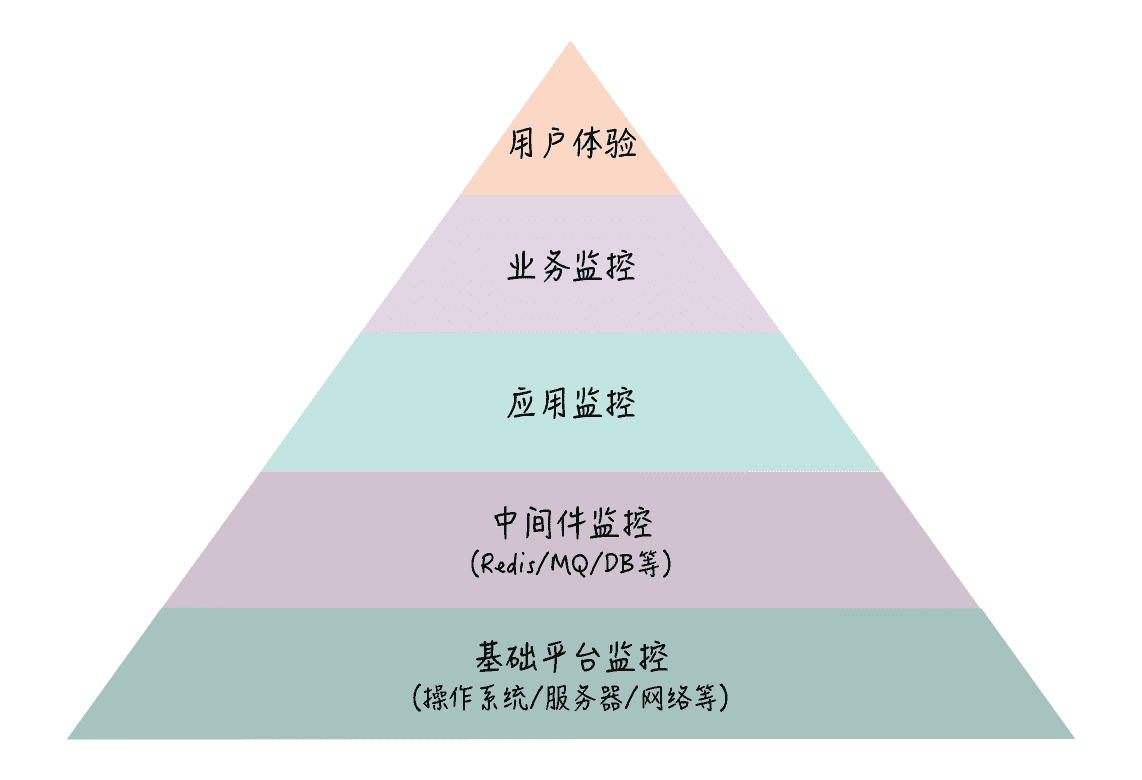 用户体验
业务监控
应用监控
中间件监控
(Redis/MQ/DB等)
基础平台监控
(操作系统/服务器/网络等)